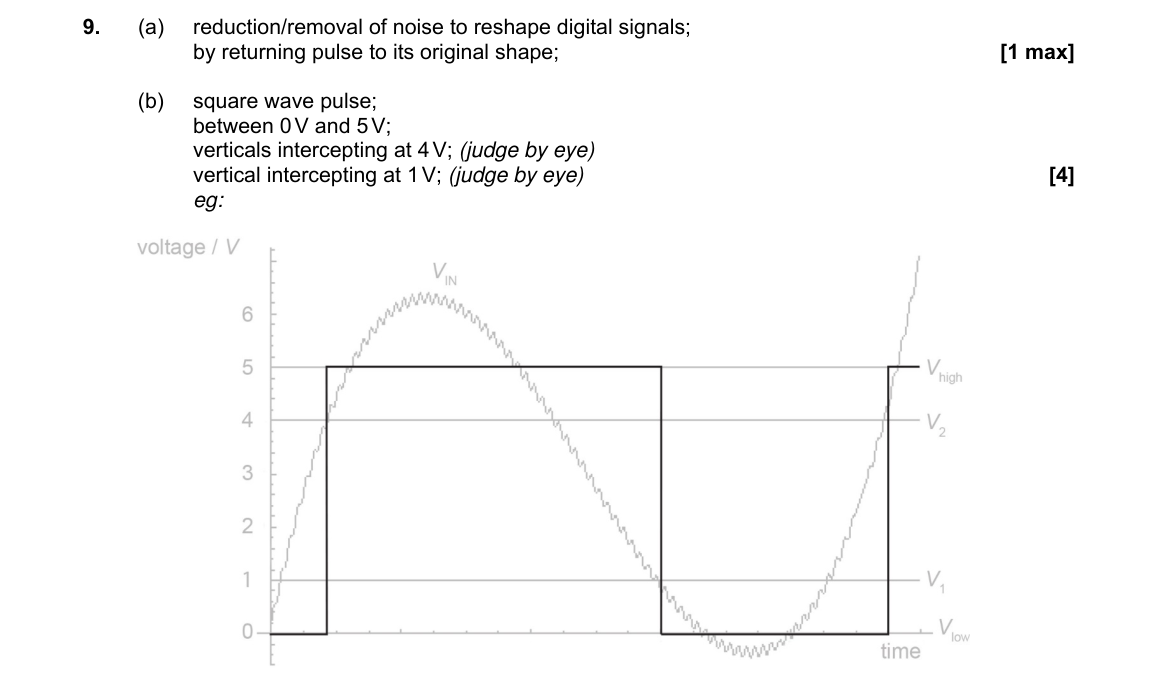 9. (a) reduction/removal of noise to reshape digital signals;
by returning pulse to its original shape; [1 max]
(b) square wave pulse;
between 0 V and 5 V;
verticals intercepting at 4 V; (judge by eye)
vertical intercepting at 1 V; (judge by eye) [4]
eg:
voltage / V
V_IN
6
5
V_high
4
V_2
3
2
1
V_1
0
V_low
time